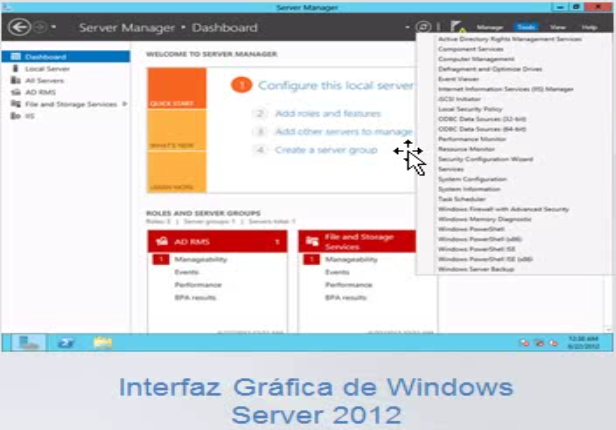 Server Manager
Server Manager • Dashboard
Manage Tools View Help
Dashboard
Local Server
All Servers
AD RMS
File and Storage Services
IIS
WELCOME TO SERVER MANAGER
QUICK START
WHAT'S NEW
LEARN MORE
1 Configure this local server
2 Add roles and features
3 Add other servers to manage
4 Create a server group
Active Directory Rights Management Services
Component Services
Computer Management
Defragment and Optimize Drives
Event Viewer
Internet Information Services (IIS) Manager
iSCSI Initiator
Local Security Policy
ODBC Data Sources (32-bit)
ODBC Data Sources (64-bit)
Performance Monitor
Resource Monitor
Security Configuration Wizard
Services
System Configuration
System Information
Task Scheduler
Windows Firewall with Advanced Security
Windows Memory Diagnostic
Windows PowerShell
Windows PowerShell (x86)
Windows PowerShell ISE
Windows PowerShell ISE (x86)
Windows Server Backup
ROLES AND SERVER GROUPS
Roles: 3 | Server groups: 1 | Servers total: 1
AD RMS 1
1 Manageability
Events
Performance
BPA results
File and Storage
Services
1 Manageability
Events
Performance
BPA results
12:38 AM
6/22/2012
Interfaz Gráfica de Windows
Server 2012